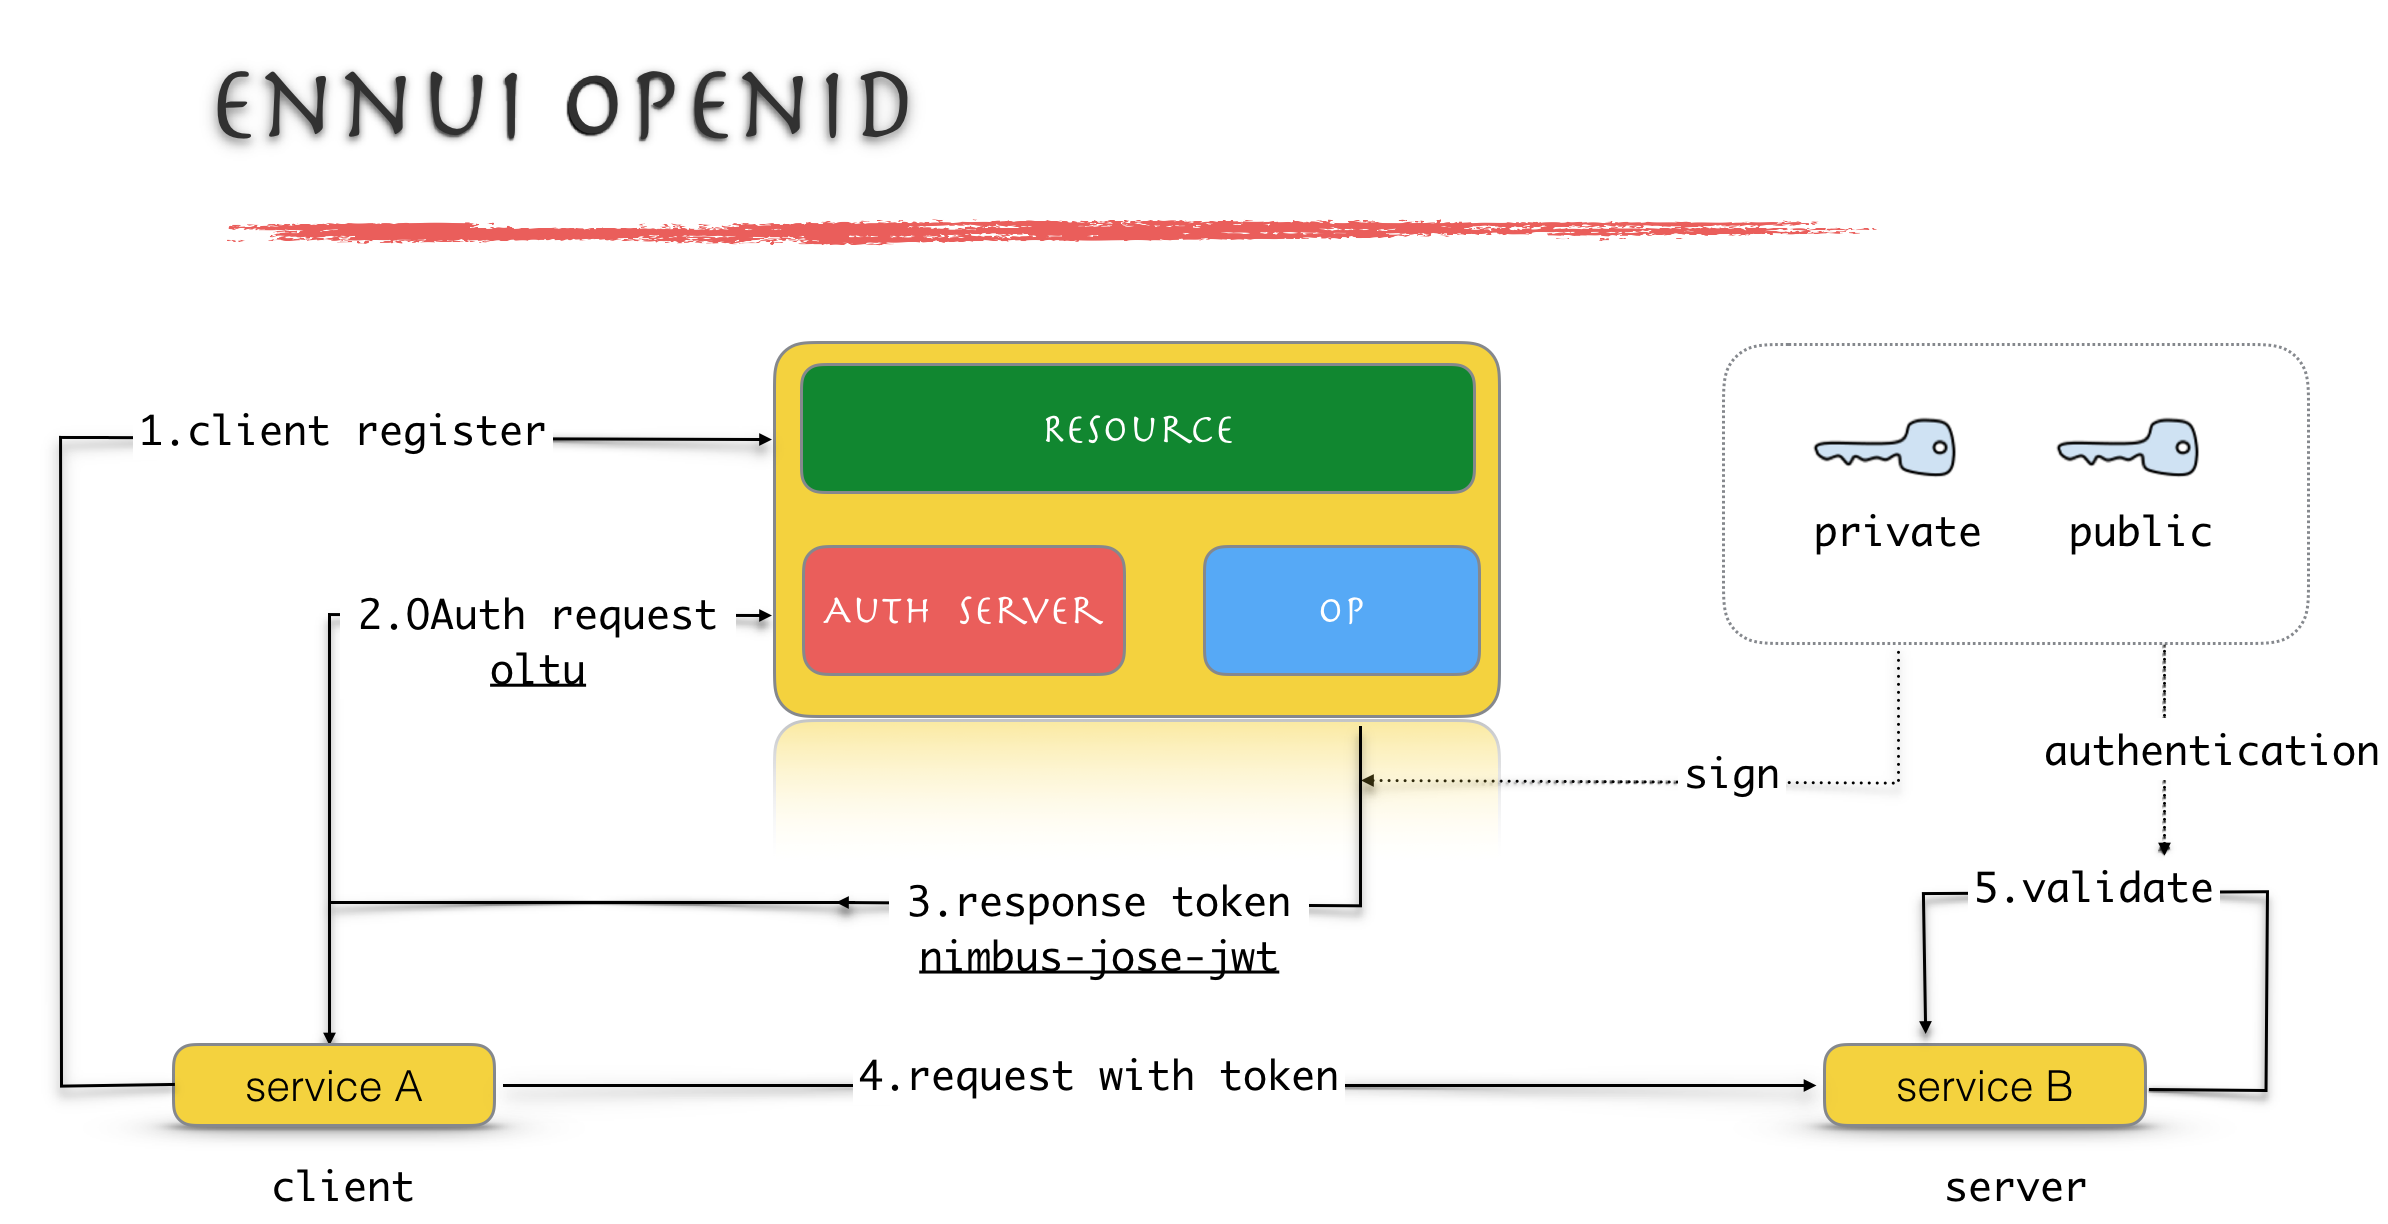 ENNUI OPENID
1.client register
RESOURCE
private
public
2.OAuth request
oltu
AUTH SERVER
OP
sign
authentication
3.response token
nimbus-jose-jwt
5.validate
service A
4.request with token
service B
client
server